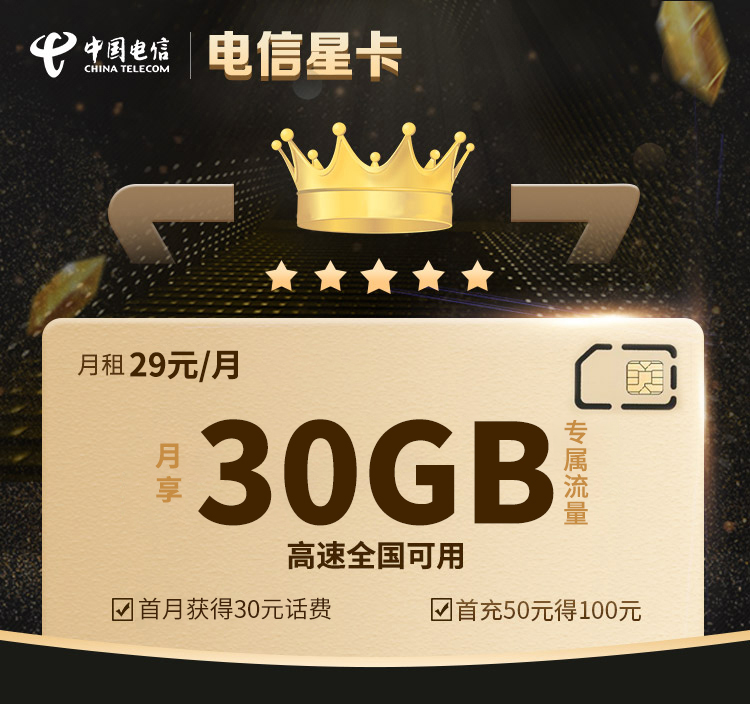 中国电信
CHINA TELECOM
电信星卡
月租 29元/月
月享
30GB
专属流量
高速全国可用
首月获得30元话费
首充50元得100元